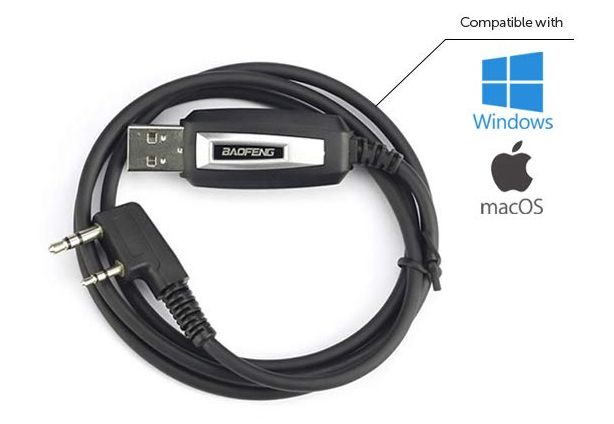 Compatible with
Windows
macOS
BAOFENG